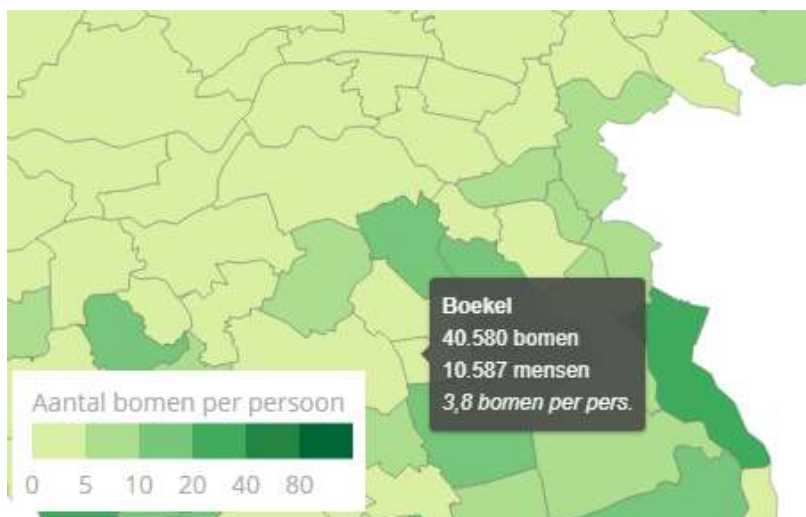 Boekel
40.580 bomen
10.587 mensen
3,8 bomen per pers.
Aantal bomen per persoon
0 5 10 20 40 80